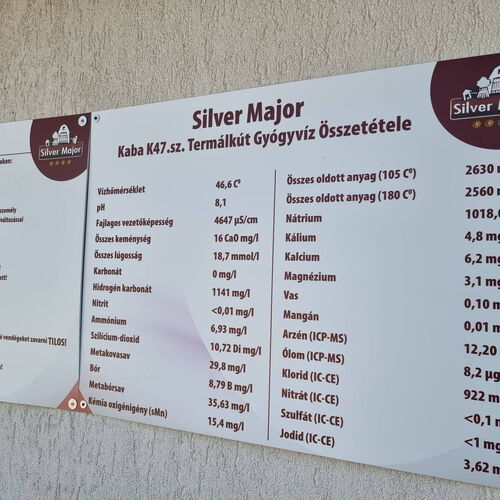 Silver Major
Silver Major
Kaba K47.sz. Termálkút Gyógyvíz Összetétele
Silver
Vízhőmérséklet 46,6 Cº
pH 8,1
Fajlagos vezetőképesség 4647 µS/cm
Összes keménység 16 CaO mg/l
Összes lúgosság 18,7 mmol/l
Karbonát 0 mg/l
Hidrogén karbonát 1141 mg/l
Nitrit <0,01 mg/l
Ammónium 6,93 mg/l
Szilícium-dioxid 10,72 Di mg/l
Metakovasav 29,8 mg/l
Bór 8,79 B mg/l
Metabórsav 35,63 mg/l
Kémia oxigénigény (sMn) 15,4 mg/l
Összes oldott anyag (105 Cº) 2630
Összes oldott anyag (180 Cº) 2560
Nátrium 1018,
Kálium 4,8 m
Kalcium 6,2 m
Magnézium 3,1 m
Vas 0,10 m
Mangán 0,01 m
Arzén (ICP-MS) 12,20
Ólom (ICP-MS) 8,2 µg
Klorid (IC-CE) 922 m
Nitrát (IC-CE) <0,1
Szulfát (IC-CE) <1 mg
Jodid (IC-CE) 3,62 m
vendégeket zavarni TILOS!